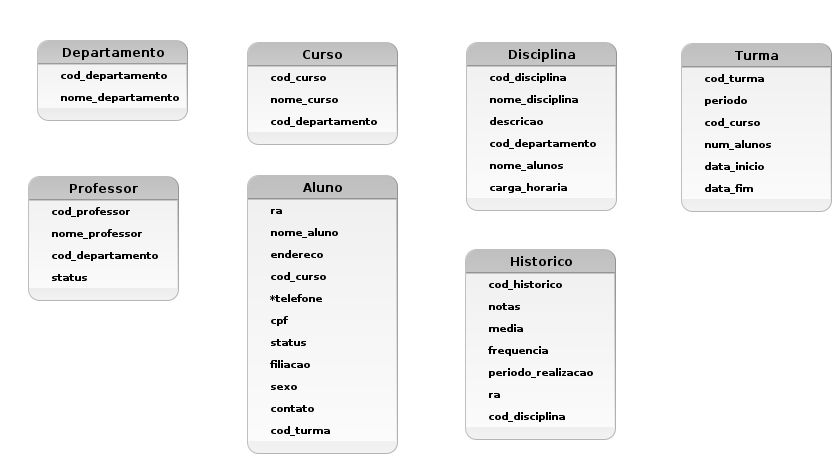 Departamento
cod_departamento
nome_departamento
Curso
cod_curso
nome_curso
cod_departamento
Disciplina
cod_disciplina
nome_disciplina
descricao
cod_departamento
nome_alunos
carga_horaria
Turma
cod_turma
periodo
cod_curso
num_alunos
data_inicio
data_fim
Professor
cod_professor
nome_professor
cod_departamento
status
Aluno
ra
nome_aluno
endereco
cod_curso
*telefone
cpf
status
filiacao
sexo
contato
cod_turma
Historico
cod_historico
notas
media
frequencia
periodo_realizacao
ra
cod_disciplina